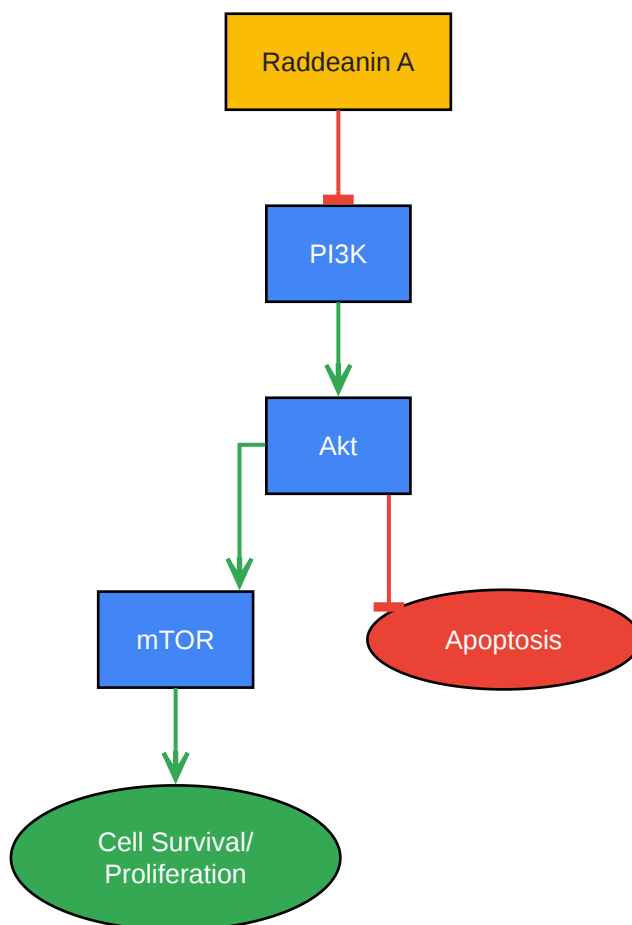 Raddeanin A
PI3K
Akt
mTOR
Apoptosis
Cell Survival/
Proliferation